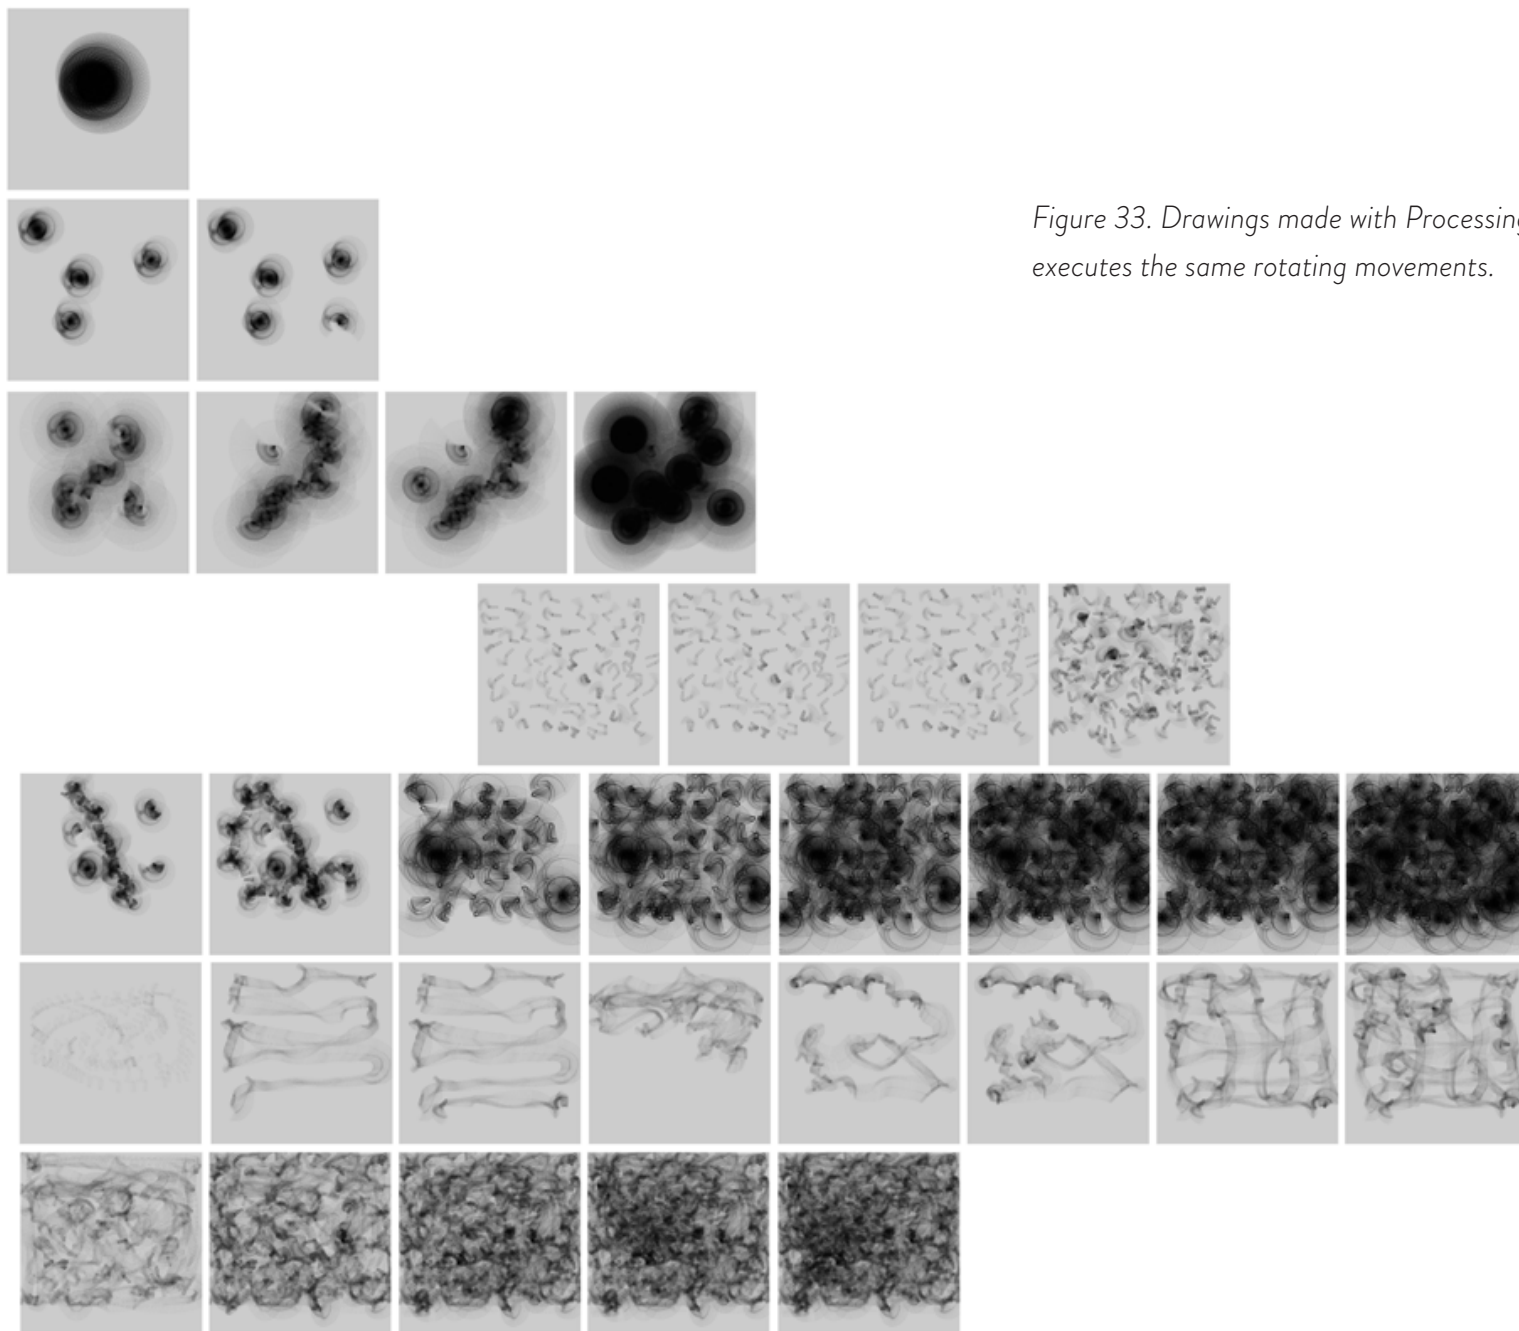 Figure 33. Drawings made with Processing
executes the same rotating movements.